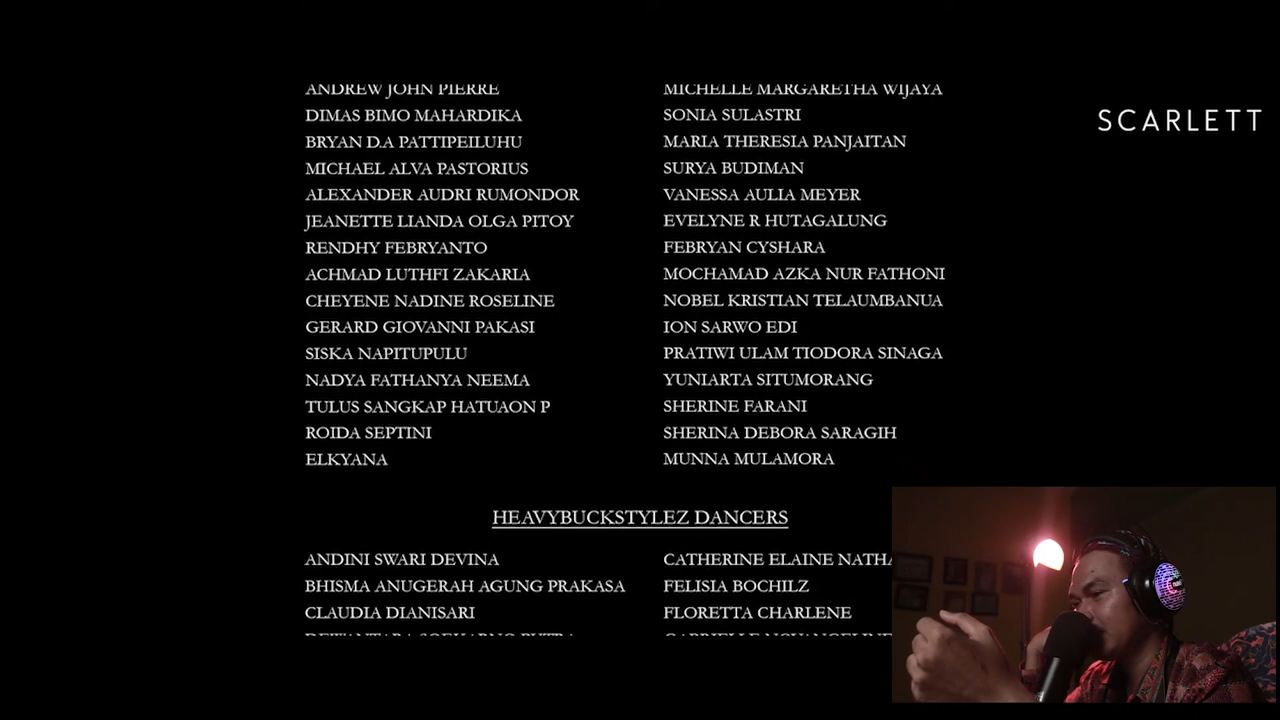 ANDREW JOHN PIERRE
DIMAS BIMO MAHARDIKA
BRYAN D.A PATTIPEILUHU
MICHAEL ALVA PASTORIUS
ALEXANDER AUDRI RUMONDOR
JEANETTE LIANDA OLGA PITOY
RENDHY FEBRYANTO
ACHMAD LUTHFI ZAKARIA
CHEYENE NADINE ROSELINE
GERARD GIOVANNI PAKASI
SISKA NAPITUPULU
NADYA FATHANYA NEEMA
TULUS SANGKAP HATUAON P
ROIDA SEPTINI
ELKYANA
MICHELLE MARGARETHA WIJAYA
SONIA SULASTRI
MARIA THERESIA PANJAITAN
SURYA BUDIMAN
VANESSA AULIA MEYER
EVELYNE R HUTAGALUNG
FEBRYAN CYSHARA
MOCHAMAD AZKA NUR FATHONI
NOBEL KRISTIAN TELAUMBANUA
ION SARWO EDI
PRATIWI ULAM TIODORA SINAGA
YUNIARTA SITUMORANG
SHERINE FARANI
SHERINA DEBORA SARAGIH
MUNNA MULAMORA
SCARLETT
HEAVYBUCKSTYLEZ DANCERS
ANDINI SWARI DEVINA
BHISMA ANUGERAH AGUNG PRAKASA
CLAUDIA DIANISARI
CATHERINE ELAINE
FELISIA BOCHILZ
FLORETTA CHARLENE